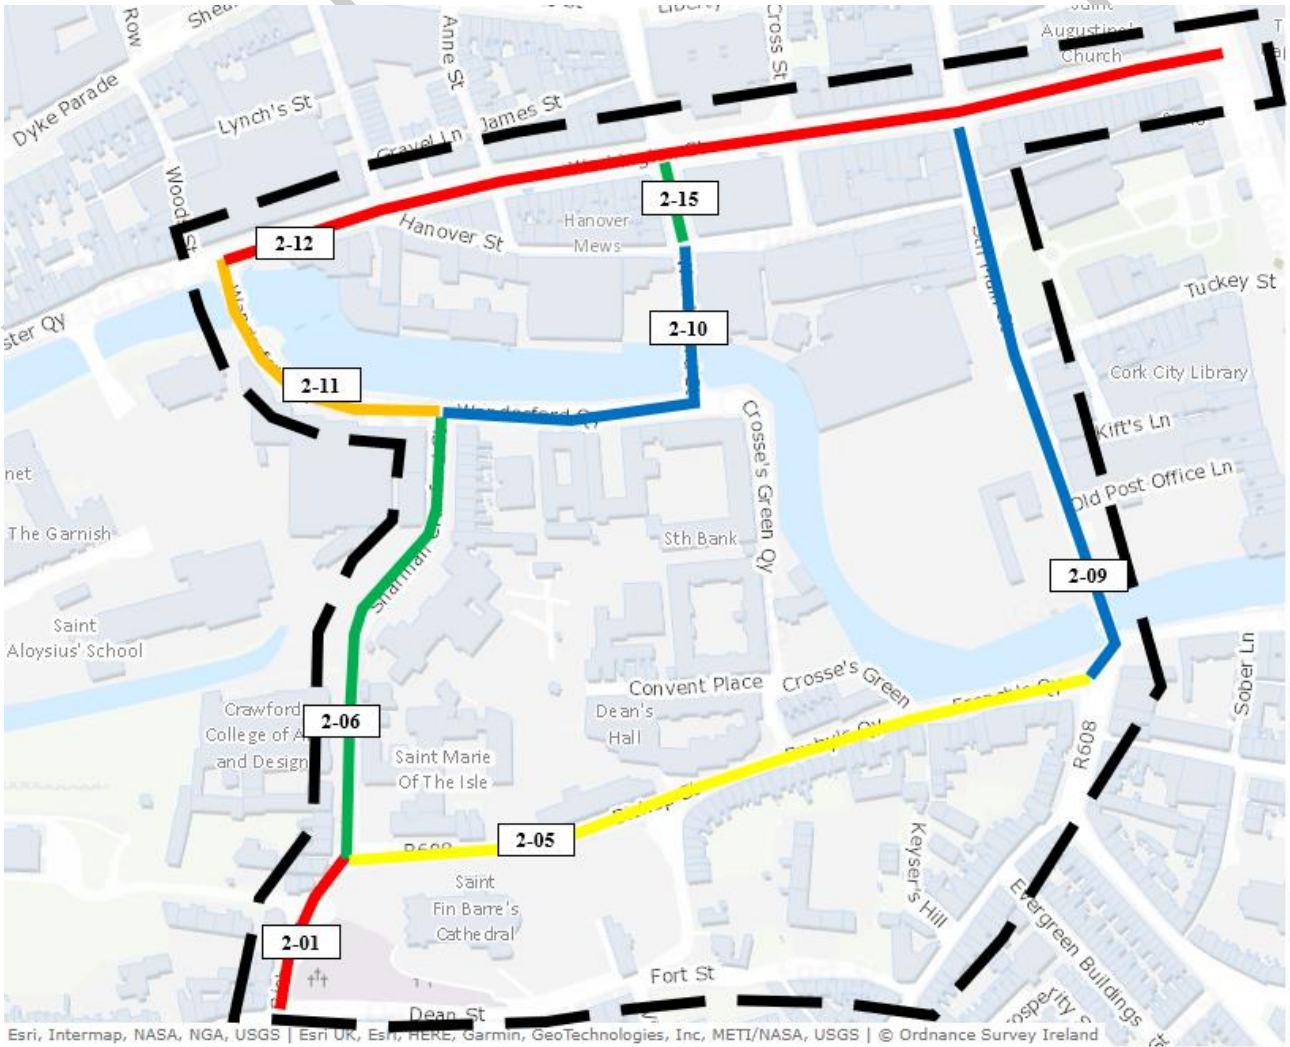 Row
Anne St
Cross St
Augustine's
Church
Dyke Parade
Lynch's St
Gravel Ln
James St
2-15
Hanover St
Hanover
Mews
2-12
Tuckey St
2-10
2-11
Cork City Library
Wandesford Qy
Crosse's Green Qy
Kift's Ln
Old Post Office Ln
The Garnish
Sth Bank
2-09
Saint
Aloysius' School
Sober Ln
Convent Place
Crosse's Green
Dean's
Hall
2-06
Crawford
College of A
and Design
Saint Marie
Of The Isle
R608
2-05
R608
Keyser's Hill
Saint
Fin Barre's
Cathedral
Evergreen Buildings
2-01
Fort St
Dean St
Esri, Intermap, NASA, NGA, USGS | Esri UK, Esri, HERE, Garmin, GeoTechnologies, Inc, METI/NASA, USGS | © Ordnance Survey Ireland